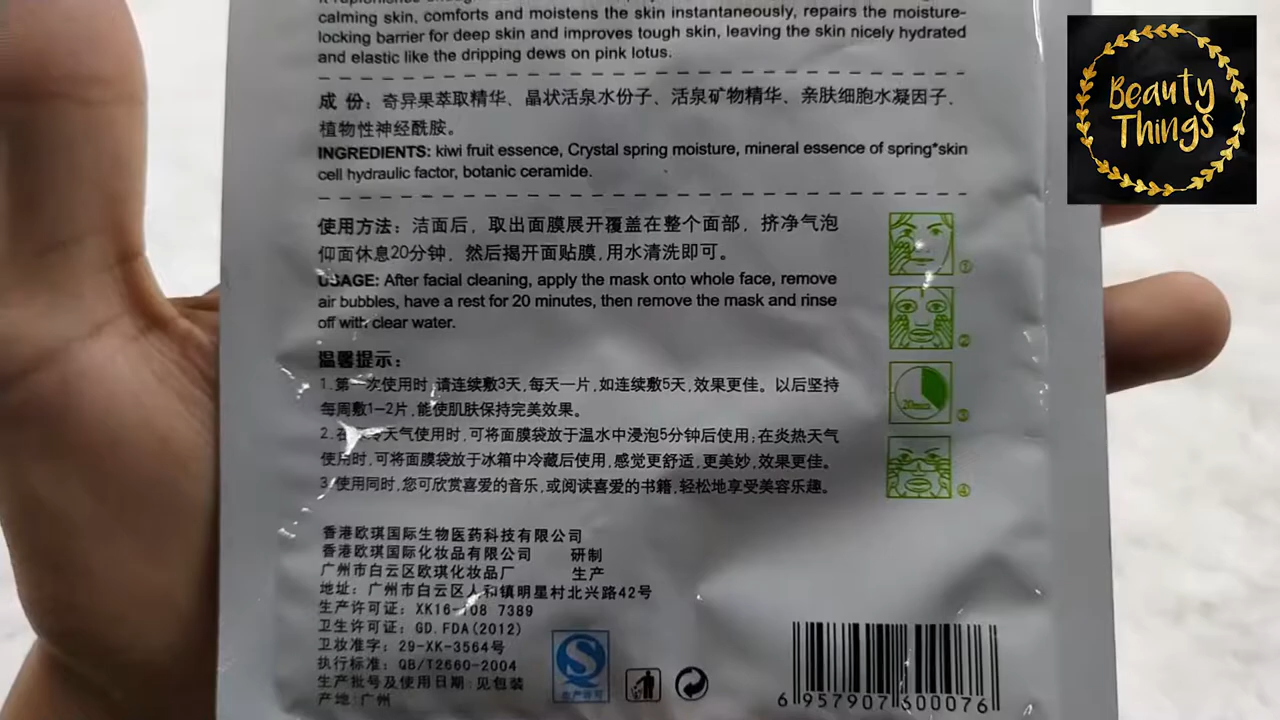 calming skin, comforts and moistens the skin instantaneously, repairs the moisture-
locking barrier for deep skin and improves tough skin, leaving the skin nicely hydrated
and elastic like the dripping dews on pink lotus.
成 份：奇异果萃取精华、晶状活泉水份子、活泉矿物精华、亲肤细胞水凝因子、
植物性神经酰胺。
INGREDIENTS: kiwi fruit essence, Crystal spring moisture, mineral essence of spring*skin
cell hydraulic factor, botanic ceramide.
使用方法：洁面后，取出面膜展开覆盖在整个面部，挤净气泡
仰面休息20分钟，然后揭开面贴膜,用水清洗即可。
USAGE: After facial cleaning, apply the mask onto whole face, remove
air bubbles, have a rest for 20 minutes, then remove the mask and rinse
off with clear water.
温馨提示：
1.第一次使用时,请连续敷3天,每天一片,如连续敷5天,效果更佳。以后坚持
每周敷1-2片,能使肌肤保持完美效果。
2.在 天气使用时,可将面膜袋放于温水中浸泡5分钟后使用;在炎热天气
使用时,可将面膜袋放于冰箱中冷藏后使用,感觉更舒适,更美妙,效果更佳。
3.使用同时,您可欣赏喜爱的音乐,或阅读喜爱的书籍,轻松地享受美容乐趣。
①
②
③
④
香港欧琪国际生物医药科技有限公司
香港欧琪国际化妆品有限公司 研制
广州市白云区欧琪化妆品厂 生产
地址：广州市白云区人和镇明星村北兴路42号
生产许可证：XK16-108 7389
卫生许可证：GD.FDA(2012)
卫妆准字：29-XK-3564号
执行标准：QB/T2660-2004
生产批号及使用日期:见包装
产地:广州
生产许可
6 957907 600076
Beauty
Things